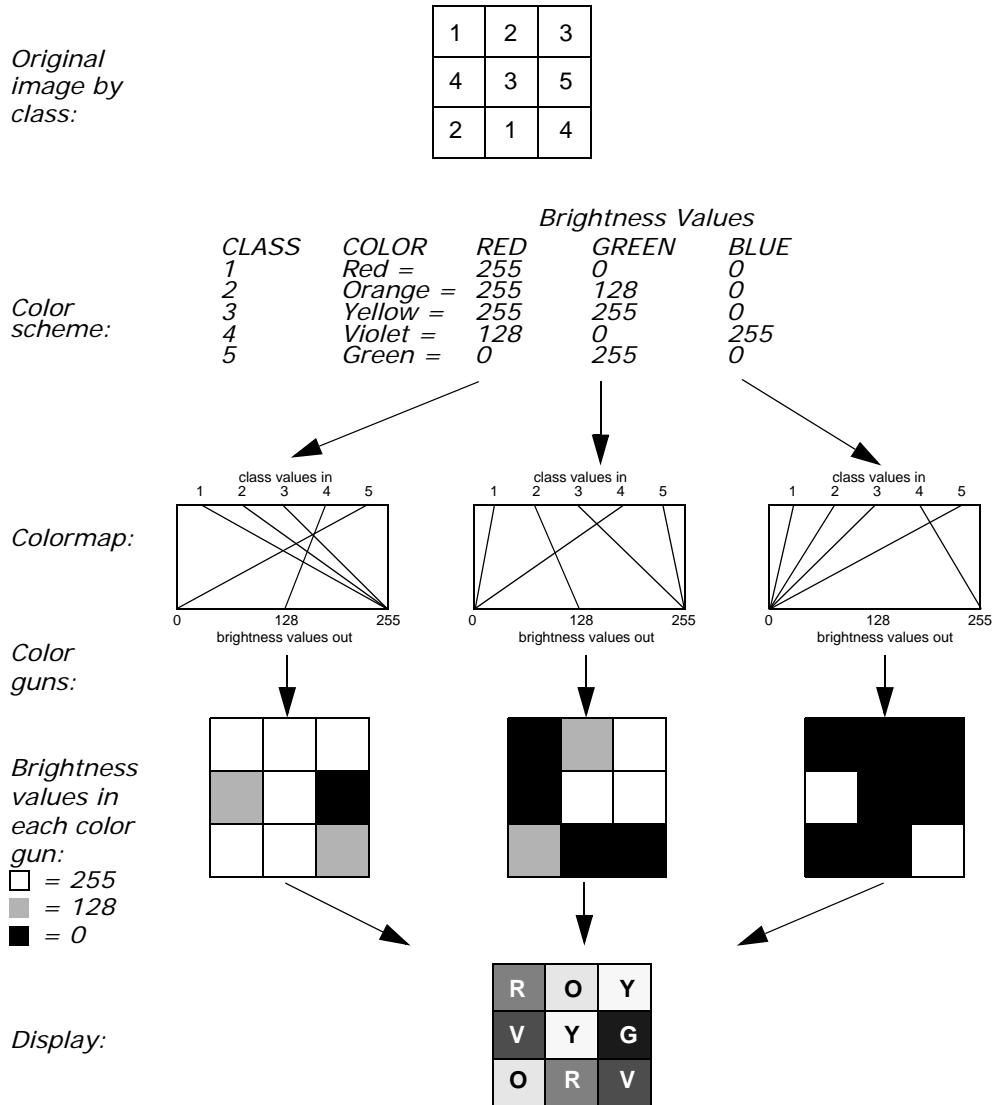 1 2 3
Original
image by
class:
4 3 5
2 1 4
Brightness Values
CLASS COLOR RED GREEN BLUE
1 Red = 255 0 0
2 Orange = 255 128 0
Color
scheme:
3 Yellow = 255 255 0
4 Violet = 128 0 255
5 Green = 0 255 0
class values in class values in class values in
1 2 3 4 5 1 2 3 4 5 1 2 3 4 5
Colormap:
0 128 255 0 128 255 0 128 255
brightness values out brightness values out brightness values out
Color
guns:
Brightness
values in
each color
gun:
= 255
= 128
= 0
R O Y
V Y G
Display:
O R V